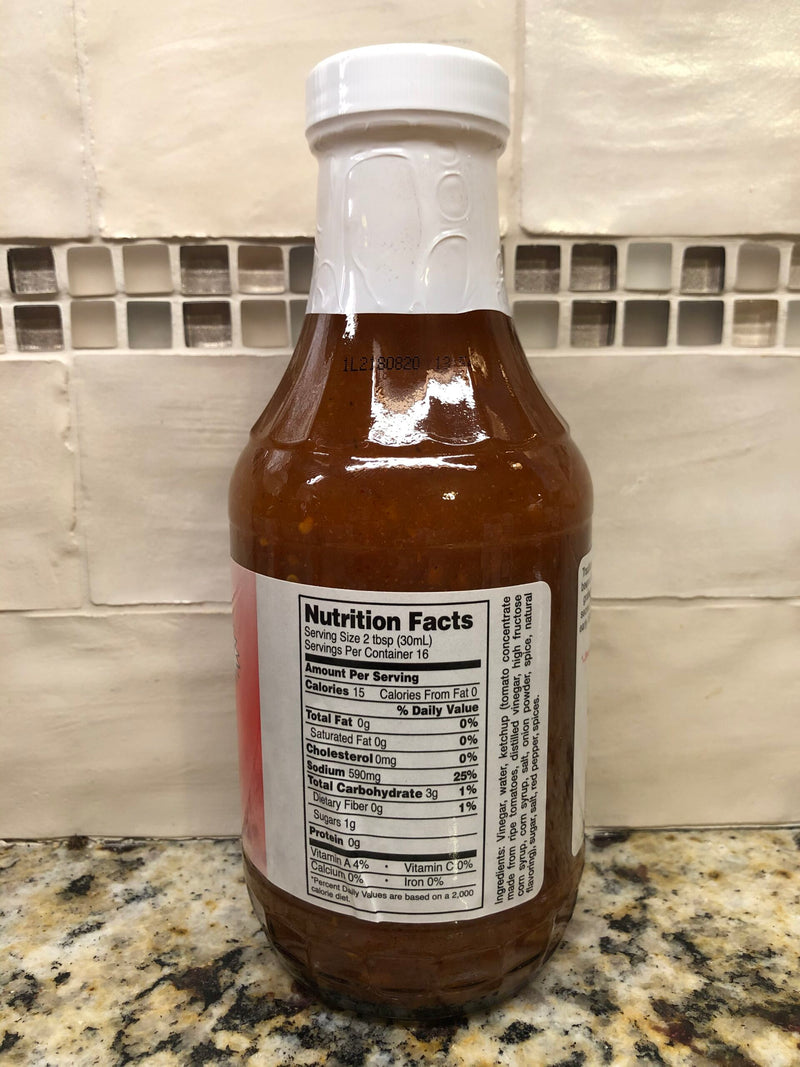 1L2180820
Nutrition Facts
Serving Size 2 tbsp (30mL)
Servings Per Container 16
Amount Per Serving
Calories 15 Calories From Fat 0
% Daily Value
Total Fat 0g 0%
Saturated Fat 0g 0%
Cholesterol 0mg 0%
Sodium 590mg 25%
Total Carbohydrate 3g 1%
Dietary Fiber 0g 1%
Sugars 1g
Protein 0g
Vitamin A 4% • Vitamin C 0%
Calcium 0% • Iron 0%
*Percent Daily Values are based on a 2,000
calorie diet.
Ingredients: Vinegar, water, ketchup (tomato concentrate
made from ripe tomatoes, distilled vinegar, high fructose
corn syrup, corn syrup, salt, onion powder, spice, natural
flavoring), sugar, salt, red pepper, spices.